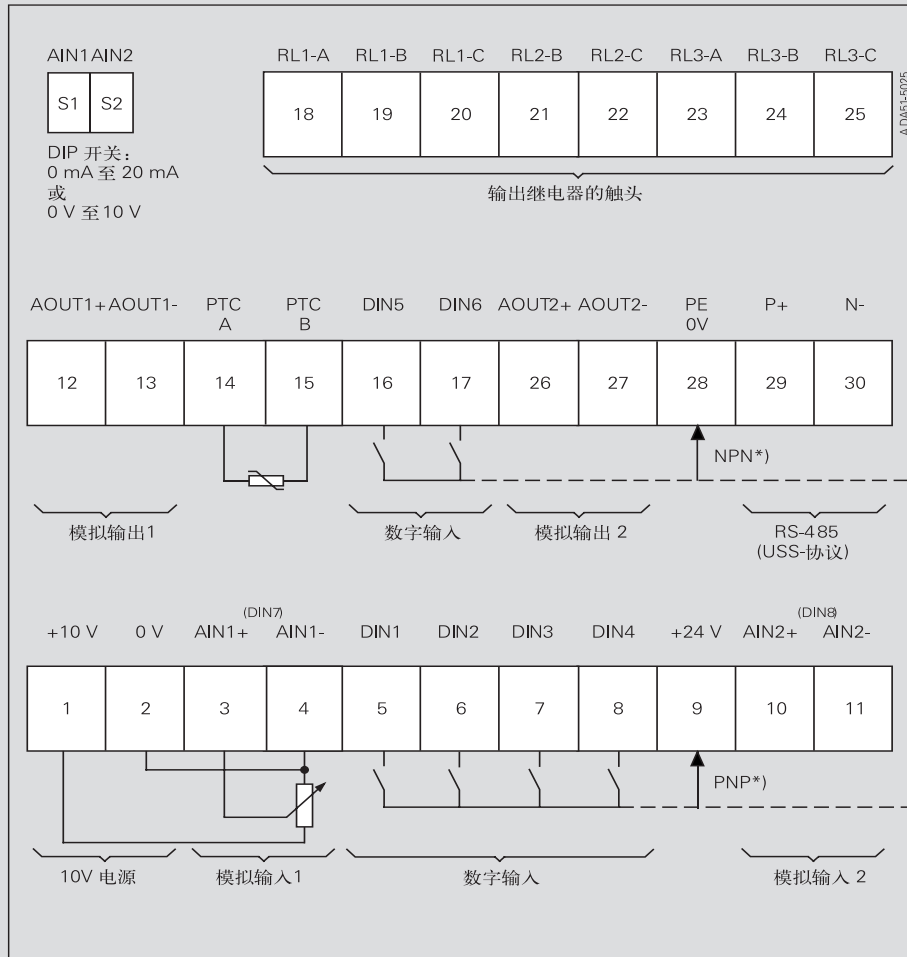 AIN1 AIN2
S1 S2
DIP 开关：
0 mA 至 20 mA
或
0 V 至 10 V
RL1-A RL1-B RL1-C RL2-B RL2-C RL3-A RL3-B RL3-C
18 19 20 21 22 23 24 25
A DA51-5025
输出继电器的触头
AOUT1+ AOUT1- PTC A PTC B DIN5 DIN6 AOUT2+ AOUT2- PE 0V P+ N-
12 13 14 15 16 17 26 27 28 29 30
NPN*)
模拟输出1 数字输入 模拟输出 2 RS-485
(USS-协议)
(DIN7) (DIN8)
+10 V 0 V AIN1+ AIN1- DIN1 DIN2 DIN3 DIN4 +24 V AIN2+ AIN2-
1 2 3 4 5 6 7 8 9 10 11
PNP*)
10V 电源 模拟输入1 数字输入 模拟输入 2